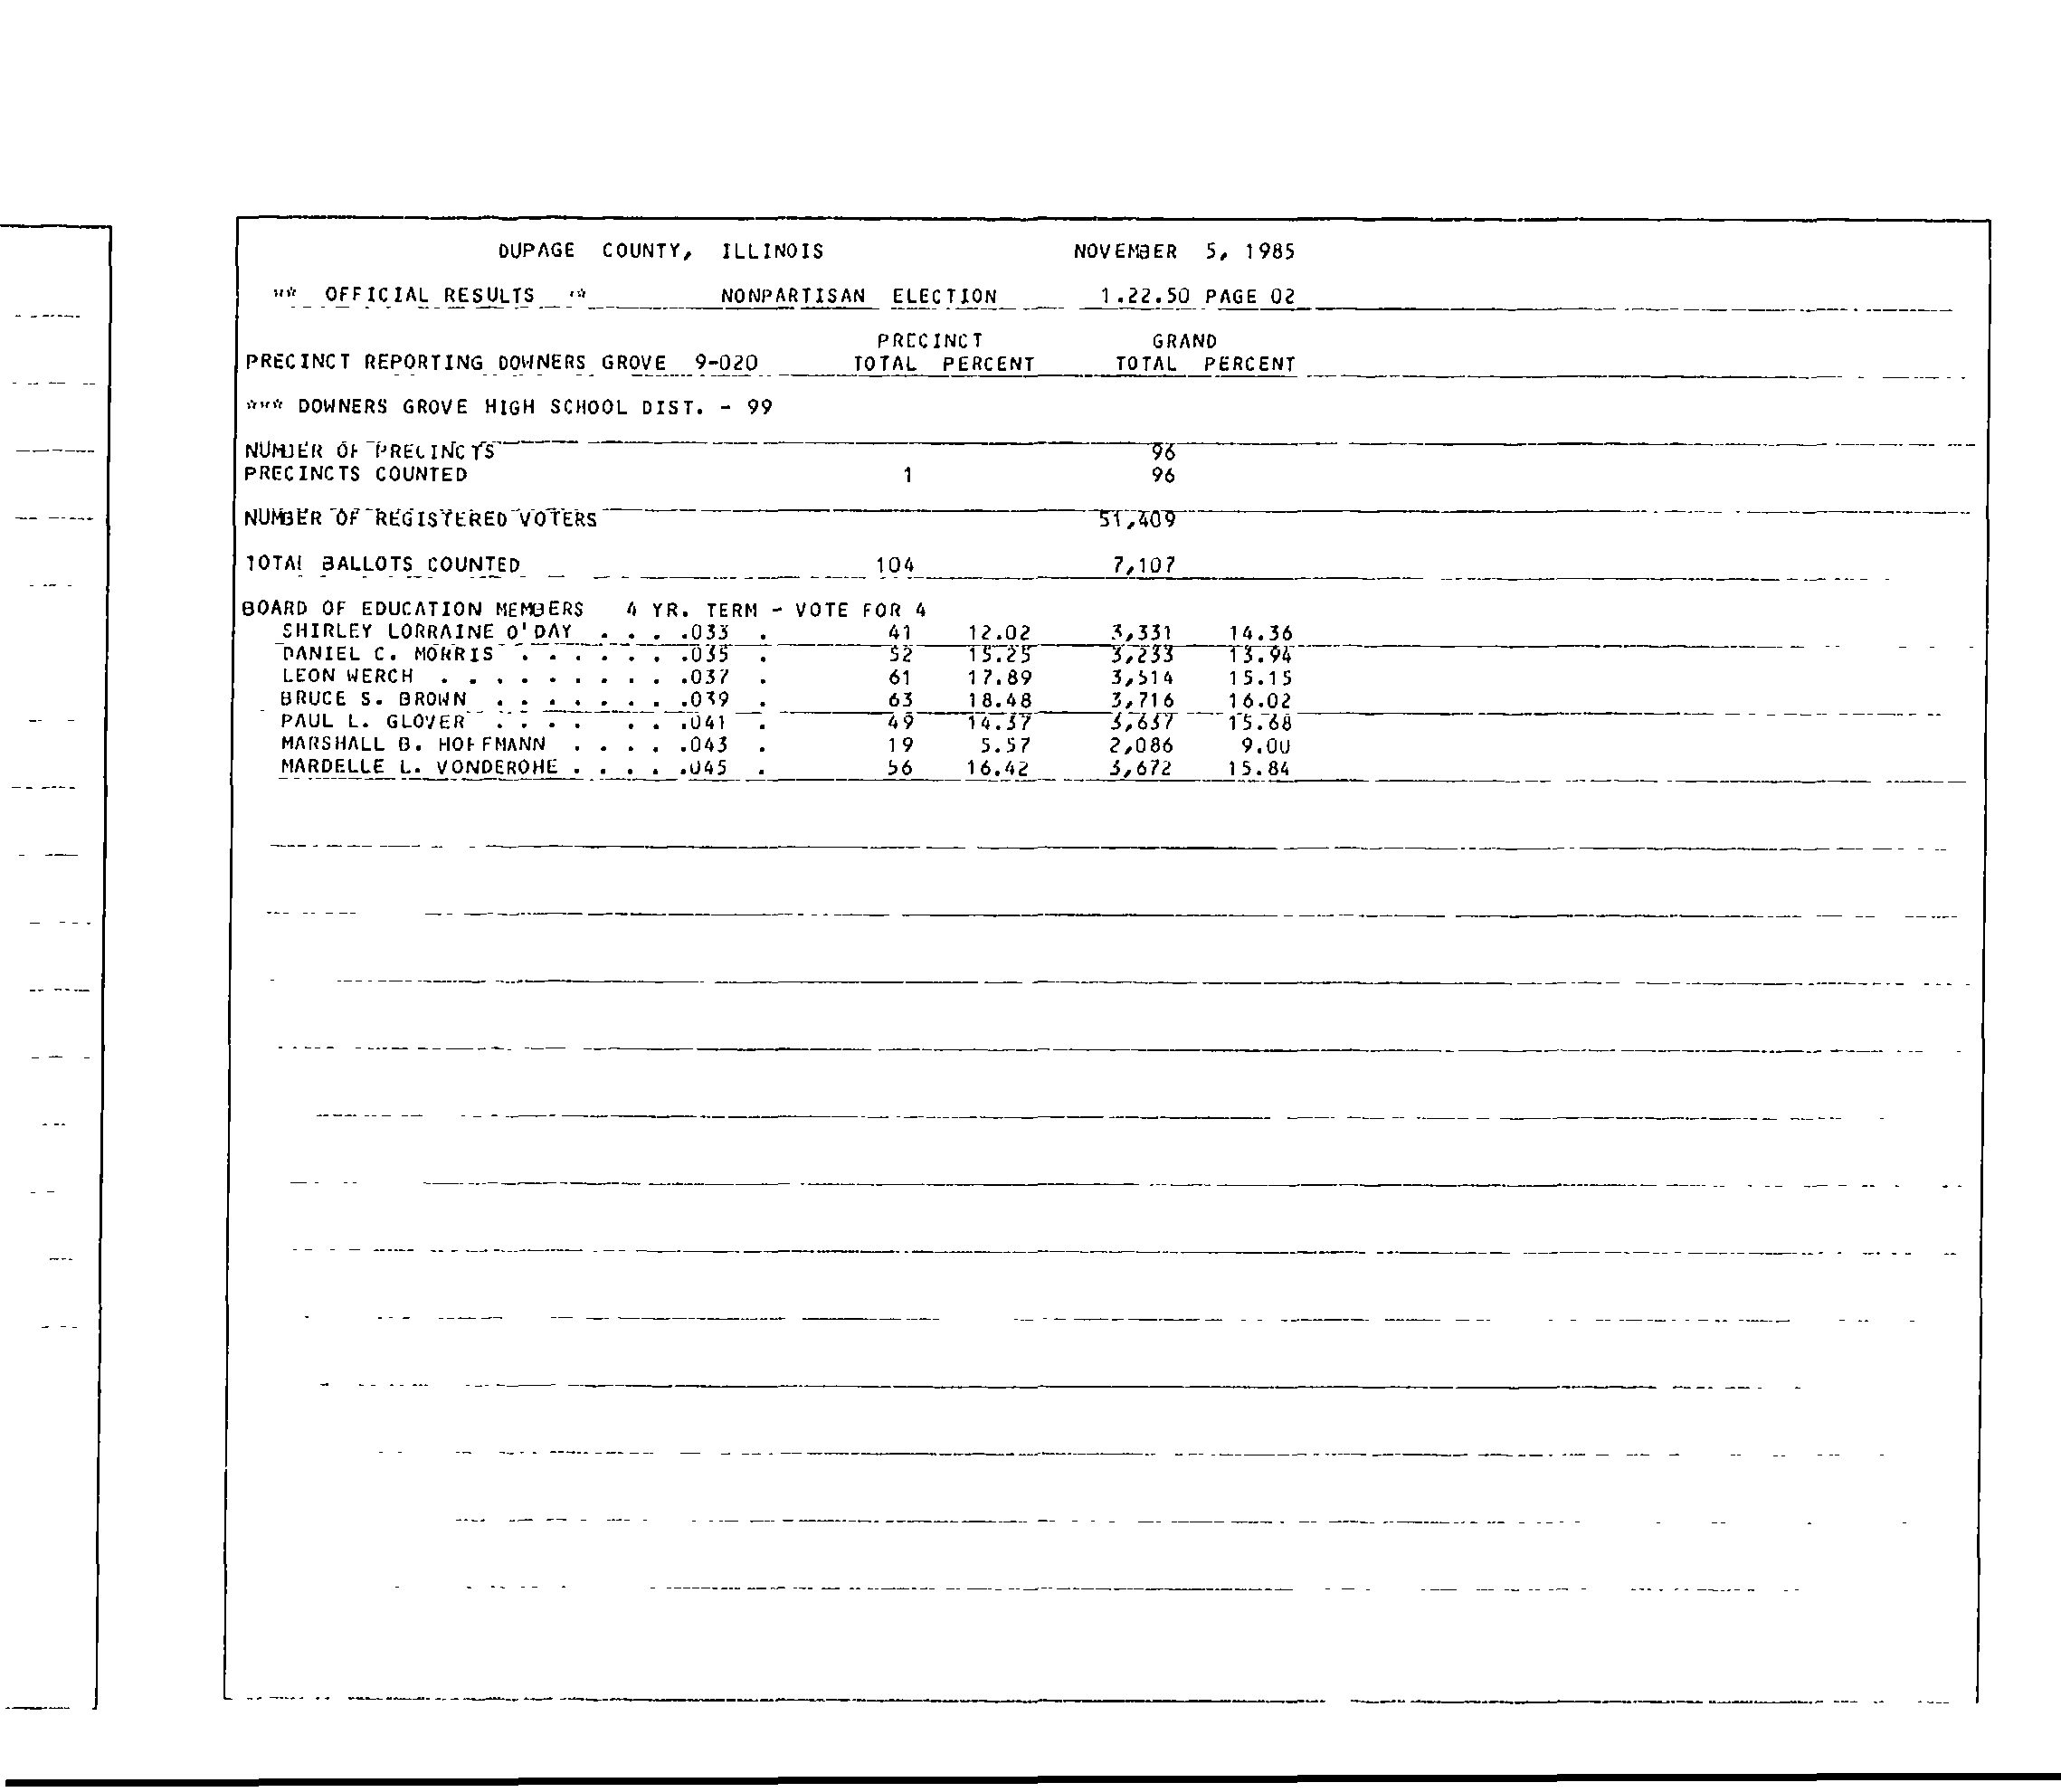 DUPAGE COUNTY, ILLINOIS NOVEMBER 5, 1985
** OFFICIAL RESULTS ** NONPARTISAN ELECTION 1.22.50 PAGE 02
PRECINCT GRAND
PRECINCT REPORTING DOWNERS GROVE 9-020 TOTAL PERCENT TOTAL PERCENT
*** DOWNERS GROVE HIGH SCHOOL DIST. - 99
NUMBER OF PRECINCTS 96
PRECINCTS COUNTED 1 96
NUMBER OF REGISTERED VOTERS 51,409
TOTAL BALLOTS COUNTED 104 7,107
BOARD OF EDUCATION MEMBERS 4 YR. TERM - VOTE FOR 4
SHIRLEY LORRAINE O'DAY . . . .033 . 41 12.02 3,331 14.36
DANIEL C. MORRIS . . . . . . .035 . 52 15.25 3,233 13.94
LEON WERCH . . . . . . . . . .037 . 61 17.89 3,514 15.15
BRUCE S. BROWN . . . . . . . .039 . 63 18.48 3,716 16.02
PAUL L. GLOVER . . . . . . .041 . 49 14.37 3,637 15.68
MARSHALL B. HOFFMANN . . . . .043 . 19 5.57 2,086 9.00
MARDELLE L. VONDEROHE . . . . .045 . 56 16.42 3,672 15.84